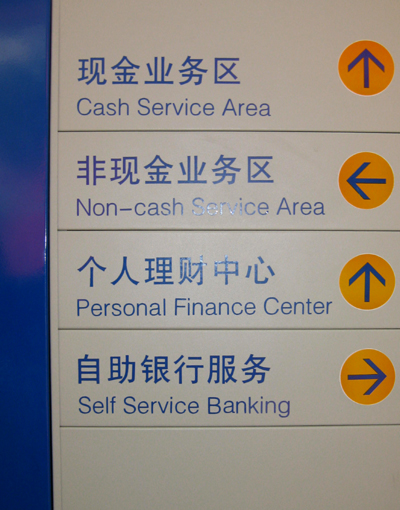 现金业务区
Cash Service Area
非现金业务区
Non-cash Service Area
个人理财中心
Personal Finance Center
自助银行服务
Self Service Banking